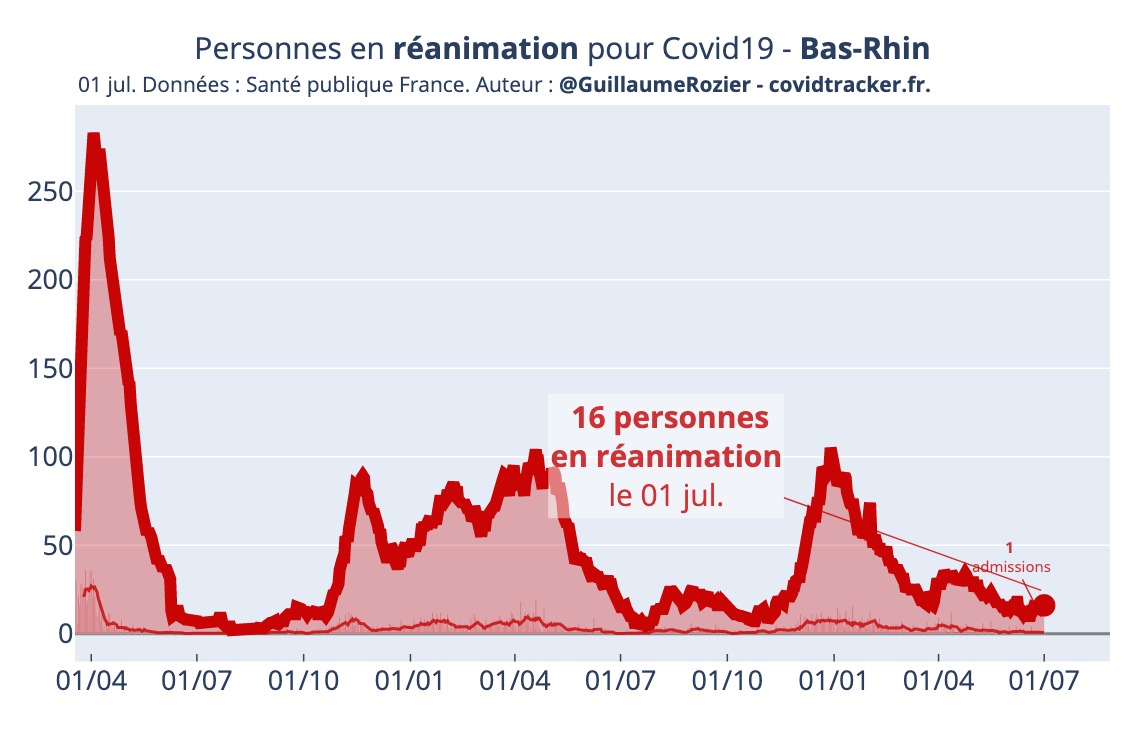 Personnes en réanimation pour Covid19 - Bas-Rhin
01 jul. Données : Santé publique France. Auteur : @GuillaumeRozier - covidtracker.fr.
250
200
150
100
50
0
16 personnes
en réanimation
le 01 jul.
1
admissions
01/04 01/07 01/10 01/01 01/04 01/07 01/10 01/01 01/04 01/07